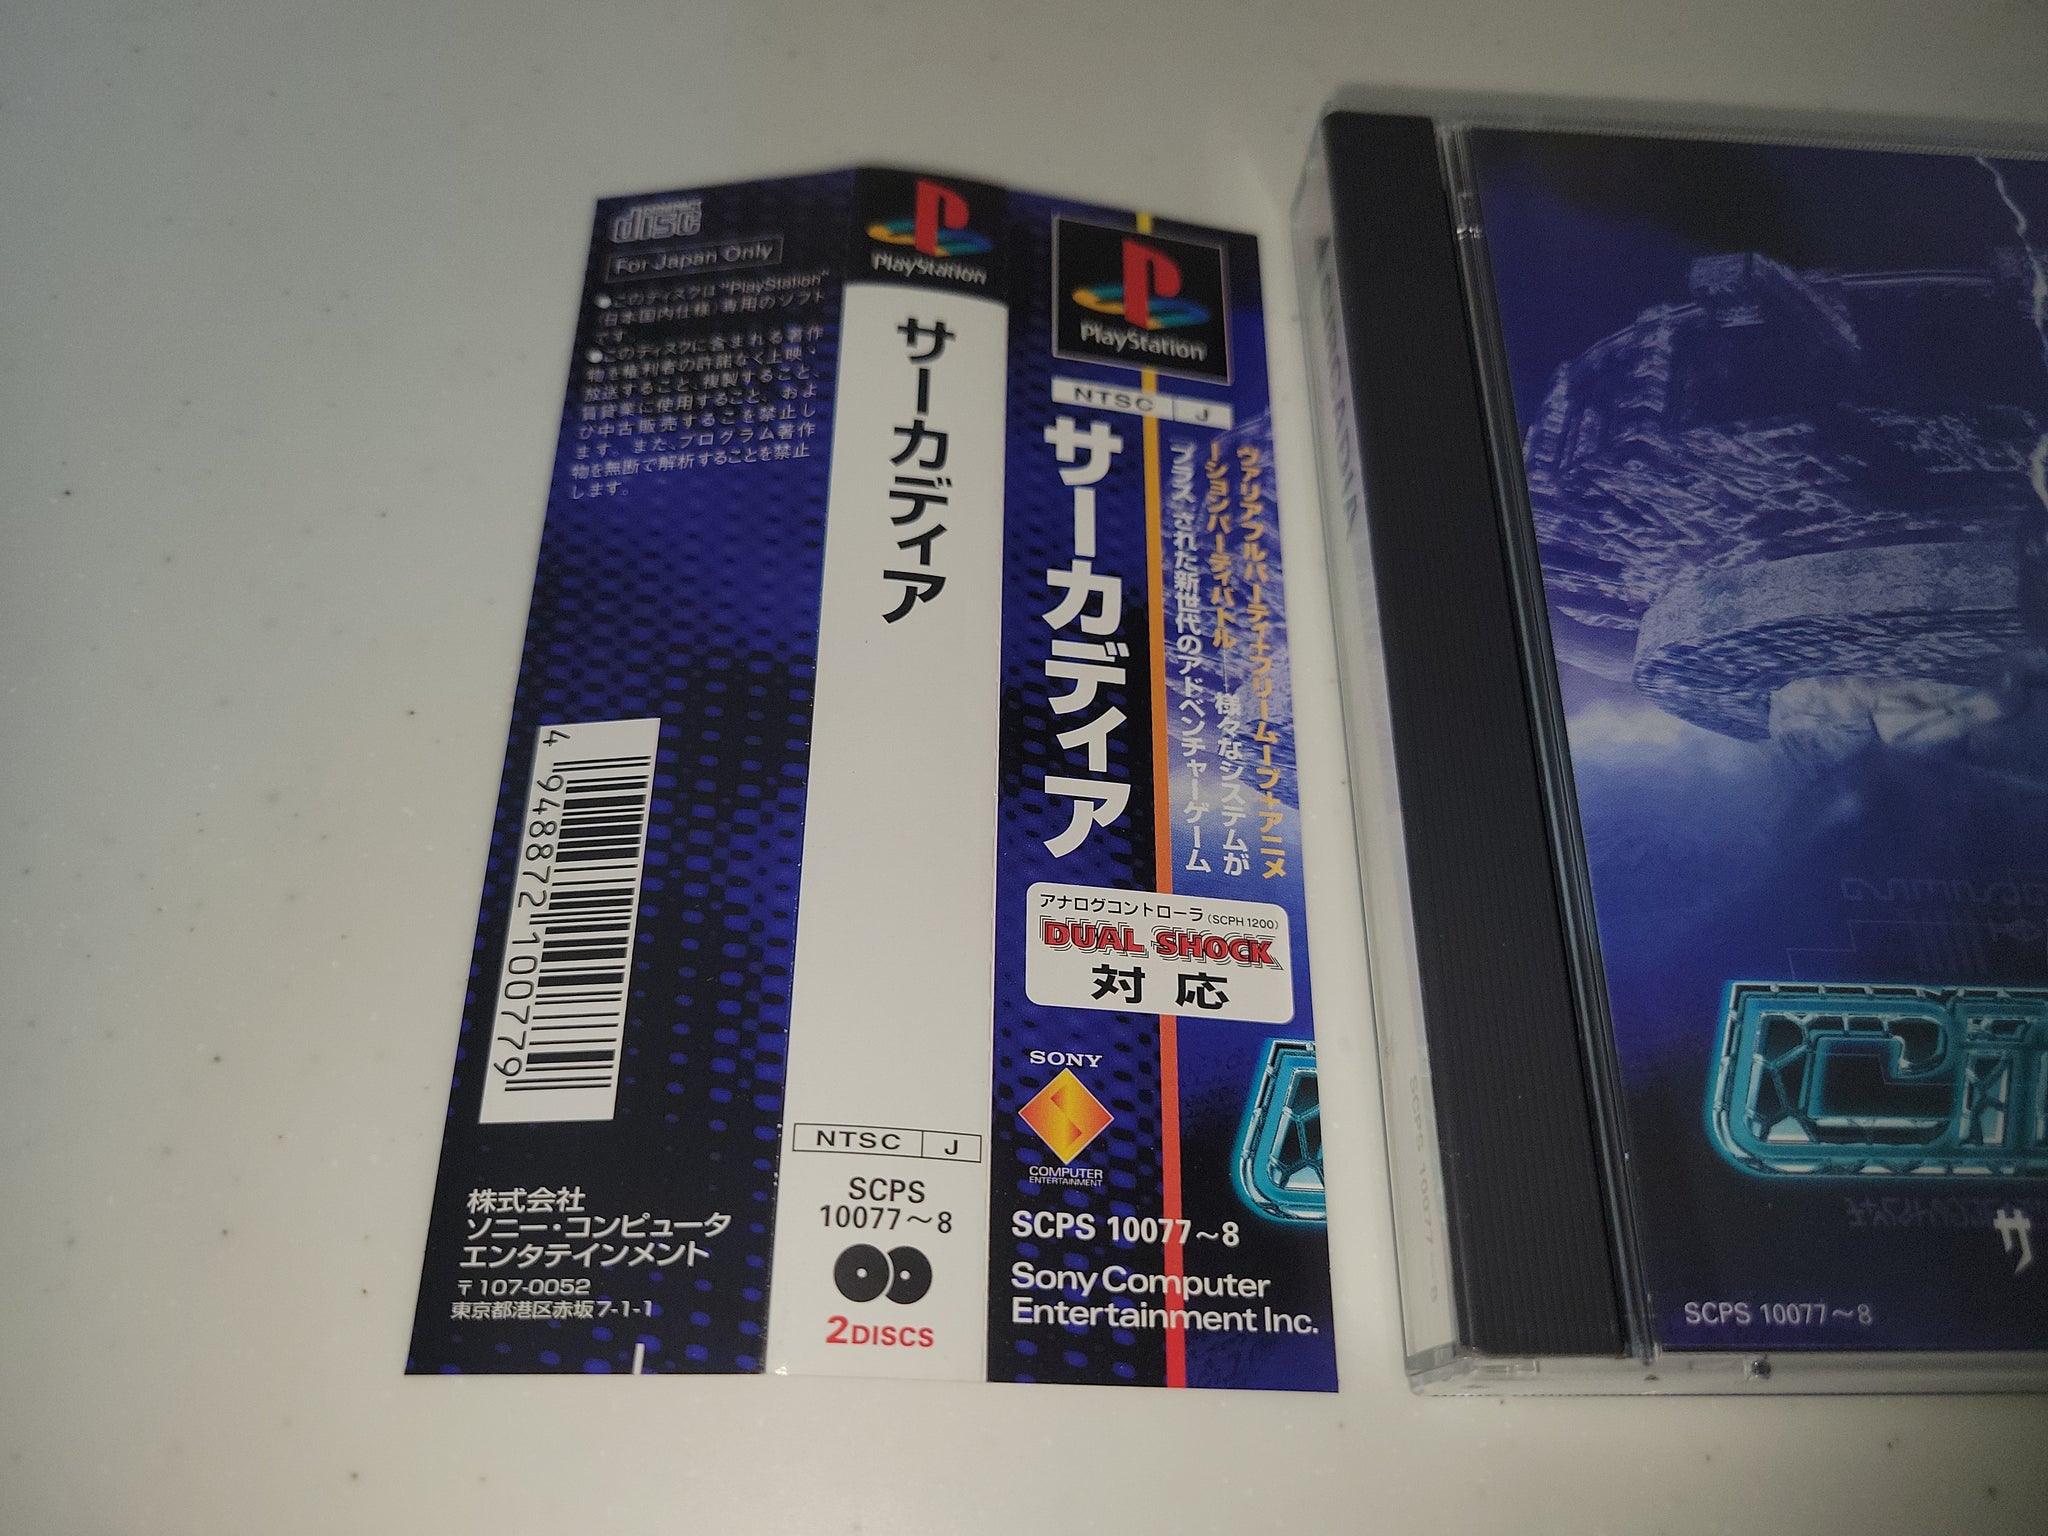 COMPACT
disc
For Japan Only
●このディスクは"PlayStation"
(日本国内仕様)専用のソフト
です。
●このディスクに含まれる著作
物を権利者の許諾なく上映、
放送すること、複製すること、
賃貸業に使用すること、およ
び中古販売するこを禁止し
ます。また、プログラム著作
物を無断で解析することを禁止
します。
4 948872 100779
株式会社
ソニー・コンピュータ
エンタテインメント
〒107-0052
東京都港区赤坂7-1-1
PlayStation
サーカディア
NTSC J
SCPS
10077～8
2DISCS
PlayStation
NTSC J
サーカディア
ヴァリアブルパーティ+フリームーブ+アニメ
ーションパーティバトル──様々なシステムが
プラスされた新世代のアドベンチャーゲーム
アナログコントローラ(SCPH 1200)
DUAL SHOCK
対応
SONY
COMPUTER
ENTERTAINMENT
SCPS 10077～8
Sony Computer
Entertainment Inc.
SCPS 10077～8
サ
SCPS 10077～8